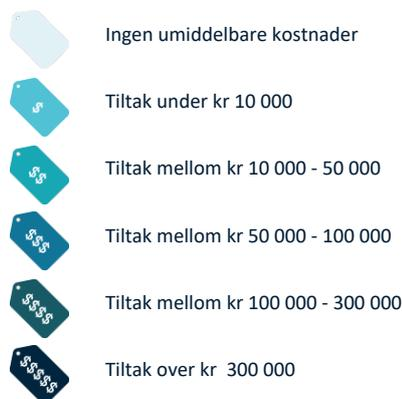 Ingen umiddelbare kostnader
$
Tiltak under kr 10 000
$$
Tiltak mellom kr 10 000 - 50 000
$$$
Tiltak mellom kr 50 000 - 100 000
$$$$
Tiltak mellom kr 100 000 - 300 000
$$$$$
Tiltak over kr  300 000